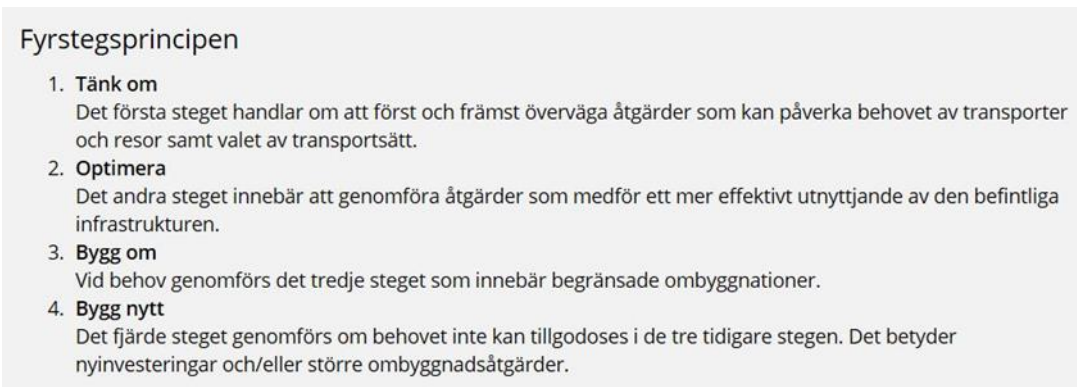 Fyrstegsprincipen
1. Tänk om
Det första steget handlar om att först och främst överväga åtgärder som kan påverka behovet av transporter
och resor samt valet av transportsätt.
2. Optimera
Det andra steget innebär att genomföra åtgärder som medför ett mer effektivt utnyttjande av den befintliga
infrastrukturen.
3. Bygg om
Vid behov genomförs det tredje steget som innebär begränsade ombyggnationer.
4. Bygg nytt
Det fjärde steget genomförs om behovet inte kan tillgodoses i de tre tidigare stegen. Det betyder
nyinvesteringar och/eller större ombyggnadsåtgärder.